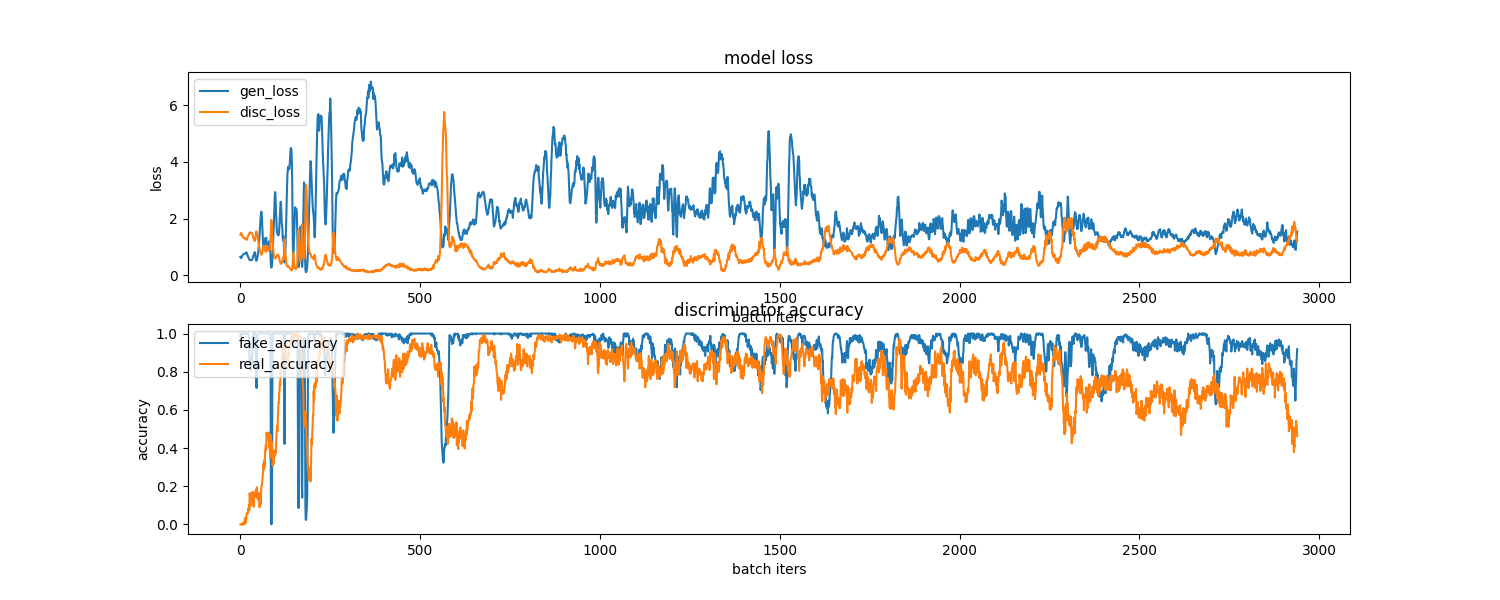 model loss
gen_loss
disc_loss
6
4
2
0
loss
0
500
1000
1500
2000
2500
3000
batch iters
discriminator accuracy
fake_accuracy
real_accuracy
1.0
0.8
0.6
0.4
0.2
0.0
accuracy
0
500
1000
1500
2000
2500
3000
batch iters